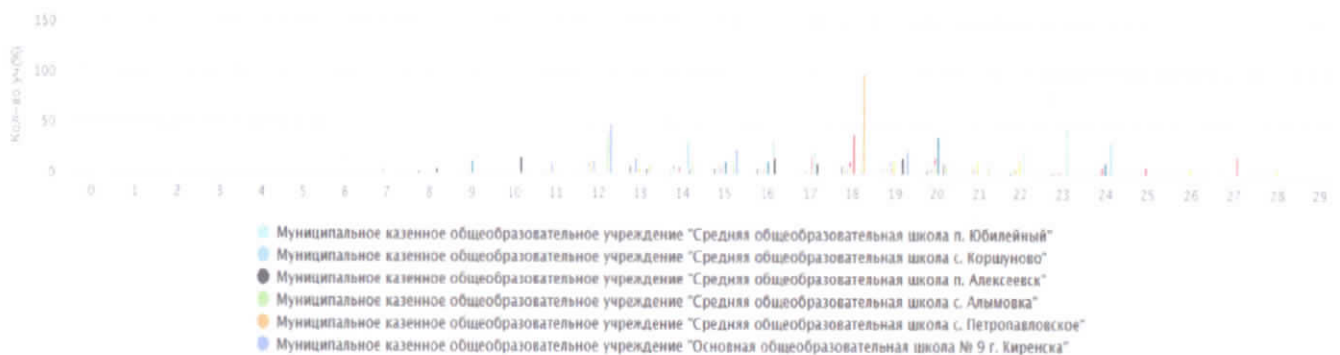 150
Кол-во уч(%)
100
50
0
0 1 2 3 4 5 6 7 8 9 10 11 12 13 14 15 16 17 18 19 20 21 22 23 24 25 26 27 28 29
Муниципальное казенное общеобразовательное учреждение "Средняя общеобразовательная школа п. Юбилейный"
Муниципальное казенное общеобразовательное учреждение "Средняя общеобразовательная школа с. Коршуново"
Муниципальное казенное общеобразовательное учреждение "Средняя общеобразовательная школа п. Алексеевск"
Муниципальное казенное общеобразовательное учреждение "Средняя общеобразовательная школа с. Алымовка"
Муниципальное казенное общеобразовательное учреждение "Средняя общеобразовательная школа с. Петропавловское"
Муниципальное казенное общеобразовательное учреждение "Основная общеобразовательная школа № 9 г. Киренска"